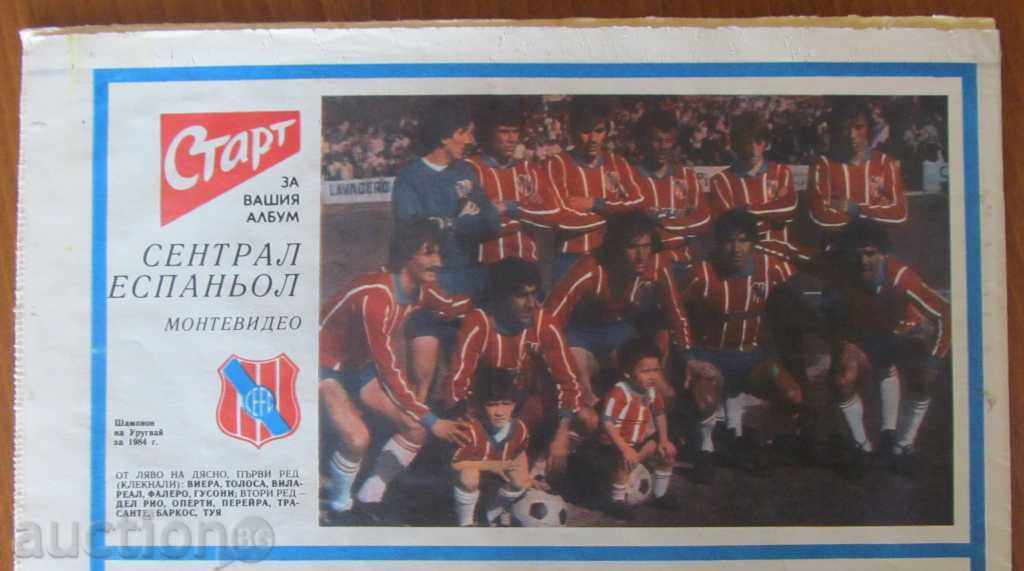 Старт
ЗА
ВАШИЯ
АЛБУМ
СЕНТРАЛ
ЕСПАНЬОЛ
МОНТЕВИДЕО
CEFC
Шампион
на Уругвай
за 1984 г.
ОТ ЛЯВО НА ДЯСНО, ПЪРВИ РЕД
(КЛЕКНАЛИ): ВИЕРА, ТОЛОСА, ВИЛА-
РЕАЛ, ФАЛЕРО, ГУСОНИ; ВТОРИ РЕД —
ДЕЛ РИО, ОПЕРТИ, ПЕРЕЙРА, ТРА-
САНТЕ, БАРКОС, ТУЯ
LAVADERO
auction BG